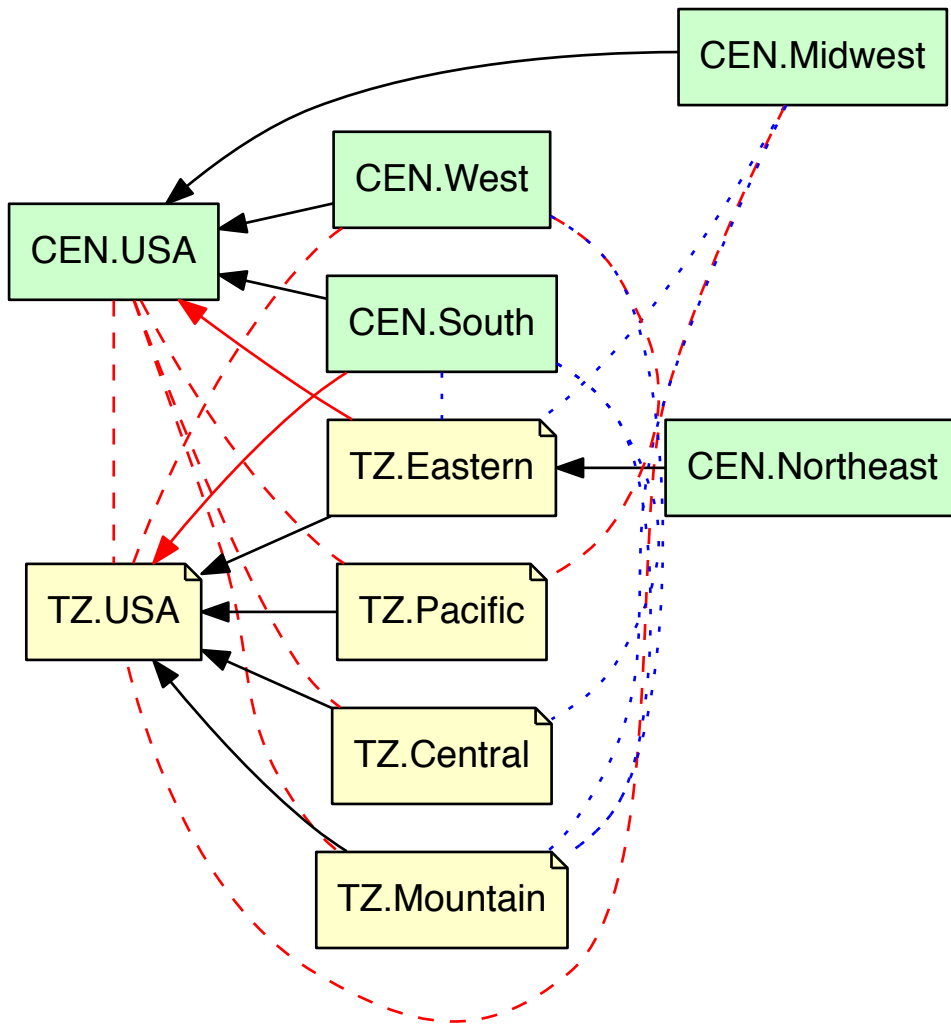 CEN.Midwest
CEN.West
CEN.USA
CEN.South
TZ.Eastern
CEN.Northeast
TZ.USA
TZ.Pacific
TZ.Central
TZ.Mountain